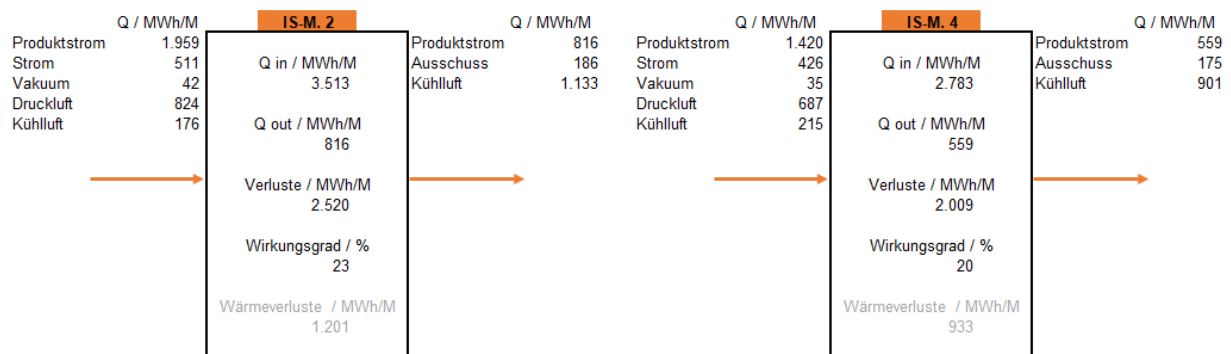 Q / MWh/M
Produktstrom 1.959
Strom 511
Vakuum 42
Druckluft 824
Kühlluft 176
IS-M. 2
Q in / MWh/M
3.513
Q out / MWh/M
816
Verluste / MWh/M
2.520
Wirkungsgrad / %
23
Wärmeverluste / MWh/M
1.201
Q / MWh/M
Produktstrom 816
Ausschuss 186
Kühlluft 1.133
Q / MWh/M
Produktstrom 1.420
Strom 426
Vakuum 35
Druckluft 687
Kühlluft 215
IS-M. 4
Q in / MWh/M
2.783
Q out / MWh/M
559
Verluste / MWh/M
2.009
Wirkungsgrad / %
20
Wärmeverluste / MWh/M
933
Q / MWh/M
Produktstrom 559
Ausschuss 175
Kühlluft 901